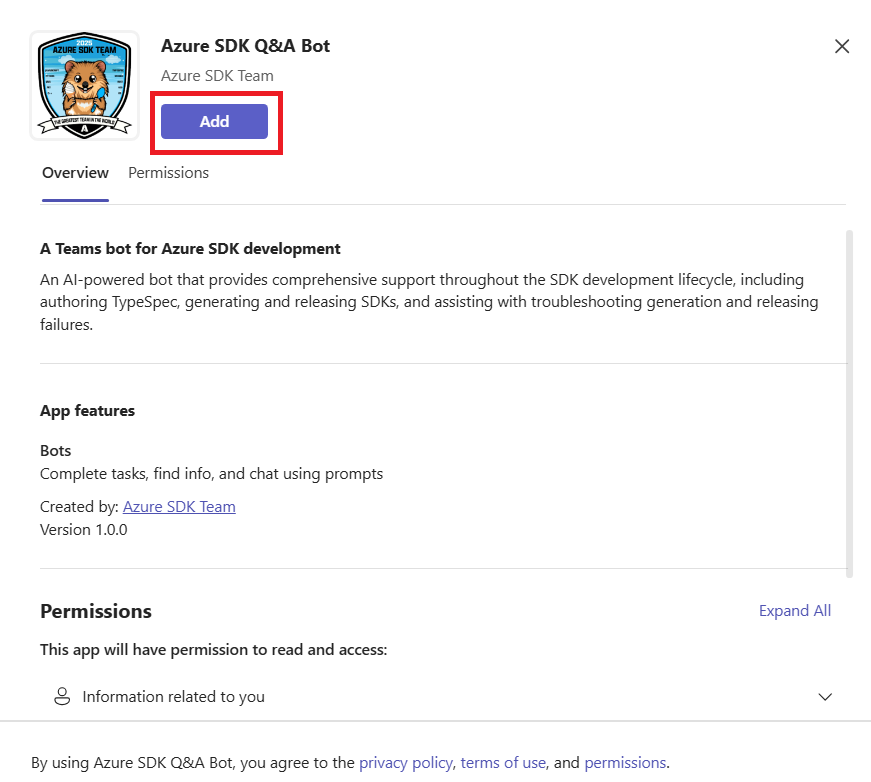 2025
AZURE SDK TEAM
THE GREATEST TEAM IN THE WORLD
Azure SDK Q&A Bot
Azure SDK Team
Add
Overview Permissions
A Teams bot for Azure SDK development
An AI-powered bot that provides comprehensive support throughout the SDK development lifecycle, including
authoring TypeSpec, generating and releasing SDKs, and assisting with troubleshooting generation and releasing
failures.
App features
Bots
Complete tasks, find info, and chat using prompts
Created by: Azure SDK Team
Version 1.0.0
Permissions Expand All
This app will have permission to read and access:
Information related to you
By using Azure SDK Q&A Bot, you agree to the privacy policy, terms of use, and permissions.